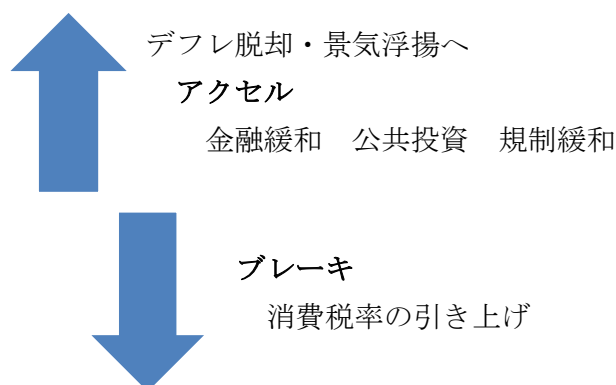 デフレ脱却・景気浮揚へ
アクセル
金融緩和　公共投資　規制緩和
ブレーキ
消費税率の引き上げ